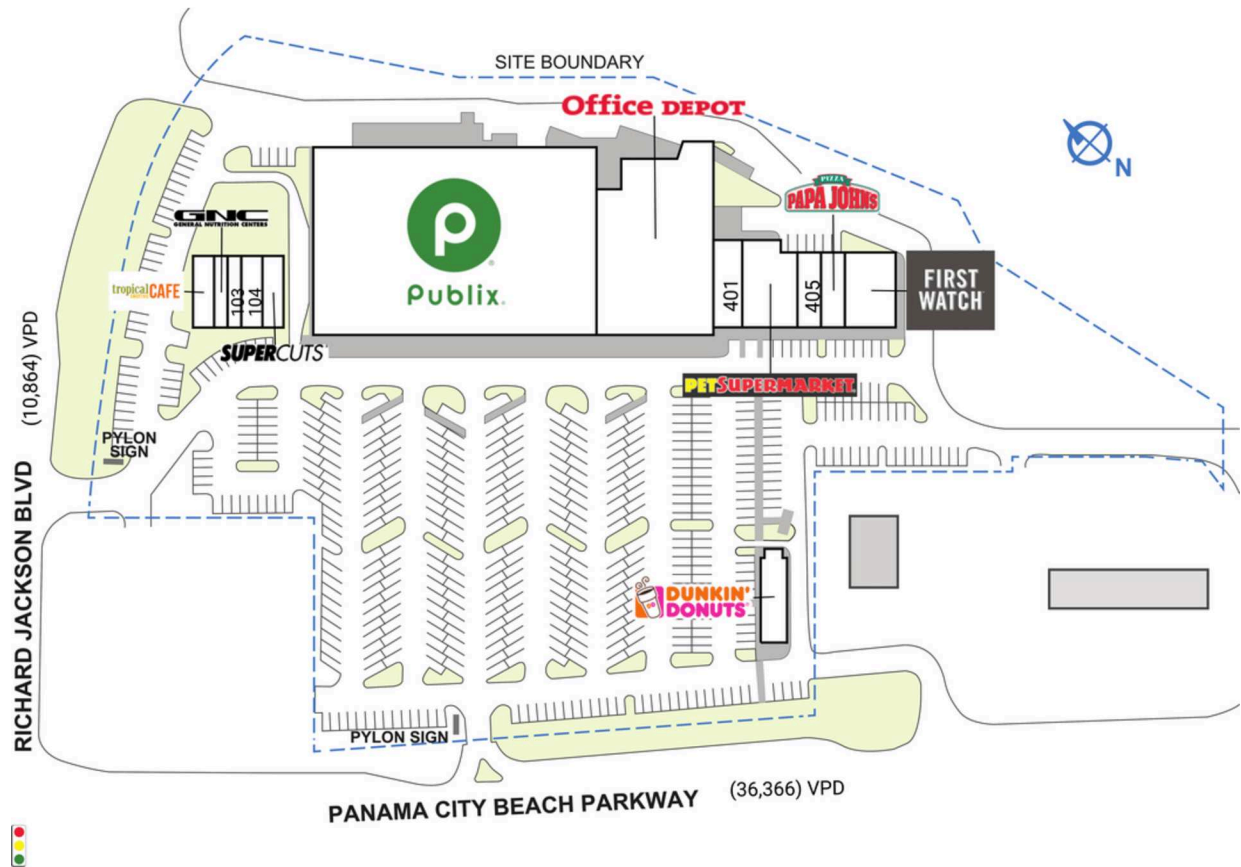 SITE BOUNDARY
Office DEPOT
N
PIZZA
PAPA JOHNS
GNC
GENERAL NUTRITION CENTERS
FIRST
WATCH
Publix
tropical
CAFE
103
104
401
405
SUPERCUTS
PETSUPERMARKET
(10,864) VPD
RICHARD JACKSON BLVD
PYLON
SIGN
DUNKIN'
DONUTS
PYLON SIGN
PANAMA CITY BEACH PARKWAY
(36,366) VPD